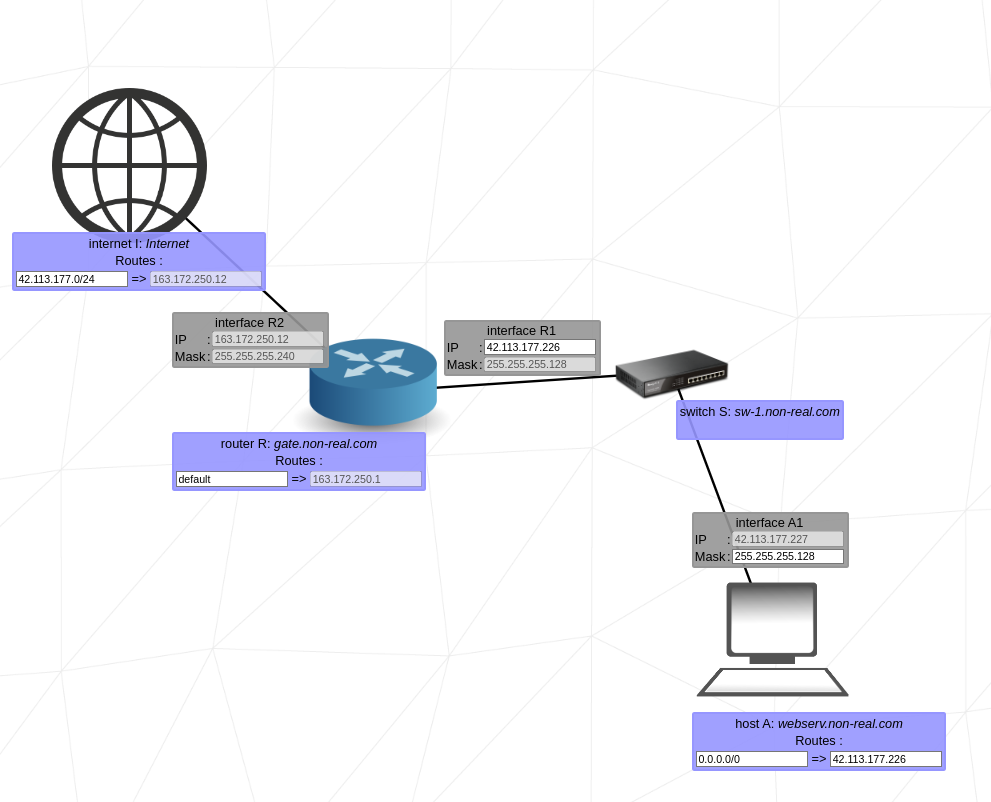 internet I: Internet
Routes :
42.113.177.0/24 => 163.172.250.12
interface R2
IP : 163.172.250.12
Mask : 255.255.255.240
interface R1
IP : 42.113.177.226
Mask : 255.255.255.128
switch S: sw-1.non-real.com
router R: gate.non-real.com
Routes :
default => 163.172.250.1
interface A1
IP : 42.113.177.227
Mask : 255.255.255.128
host A: webserv.non-real.com
Routes :
0.0.0.0/0 => 42.113.177.226